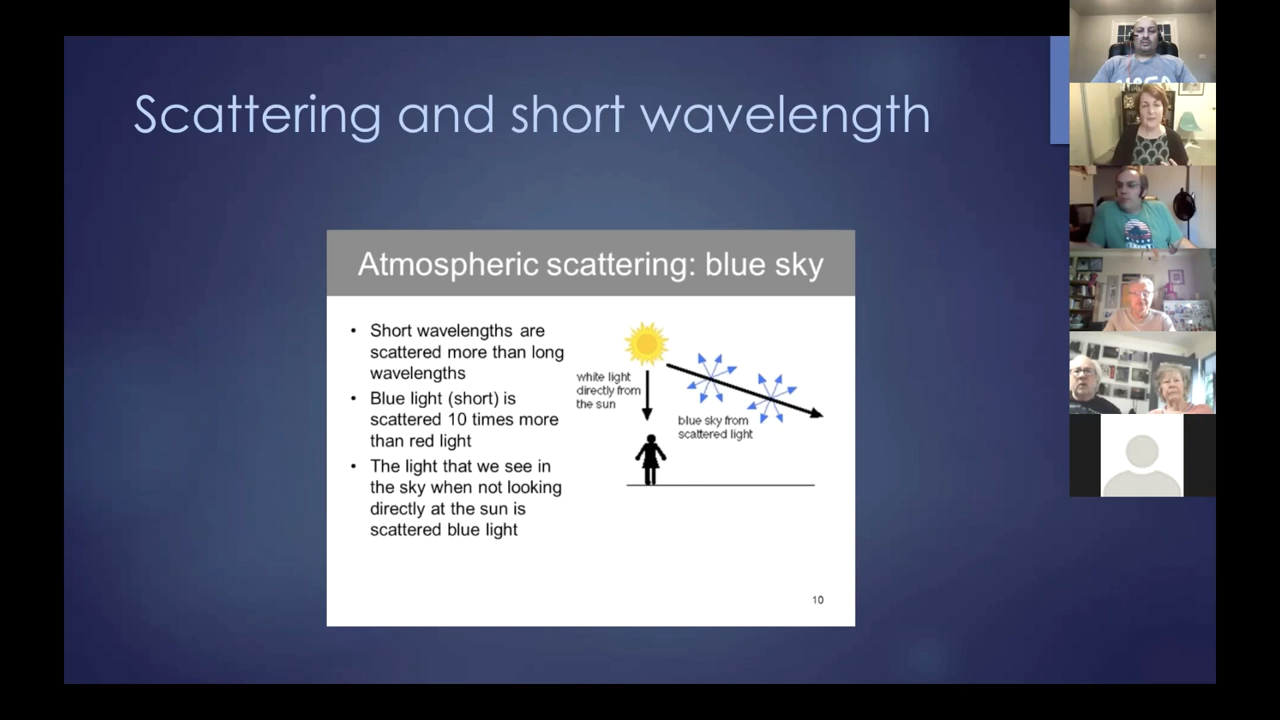 Scattering and short wavelength
Atmospheric scattering: blue sky
• Short wavelengths are
scattered more than long
wavelengths
• Blue light (short) is
scattered 10 times more
than red light
• The light that we see in
the sky when not looking
directly at the sun is
scattered blue light
white light
directly from
the sun
blue sky from
scattered light
10